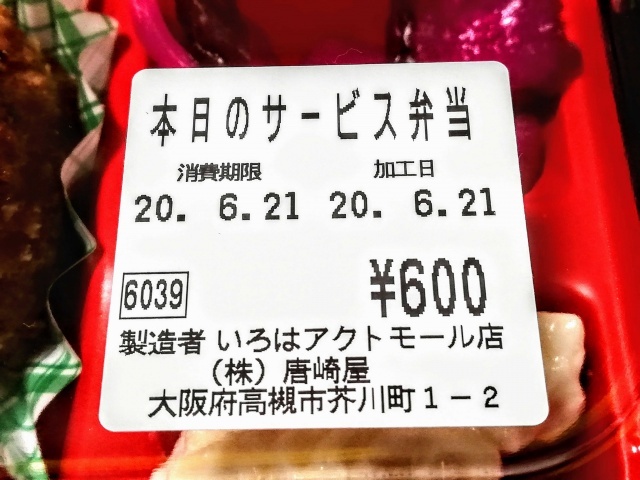 本日のサービス弁当
消費期限 加工日
20. 6.21 20. 6.21
6039 ¥600
製造者 いろはアクトモール店
(株) 唐崎屋
大阪府高槻市芥川町1-2